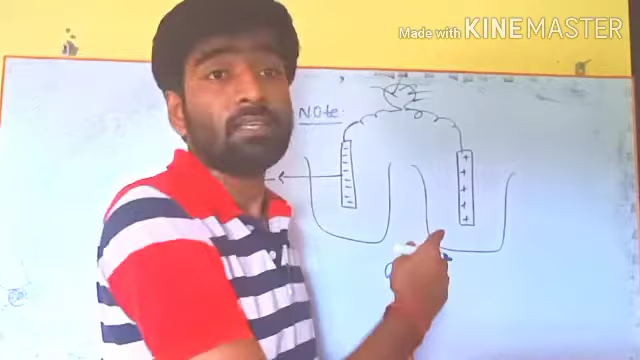 Made with KINEMASTER
Note:
- - - - - - -
+ + + + +